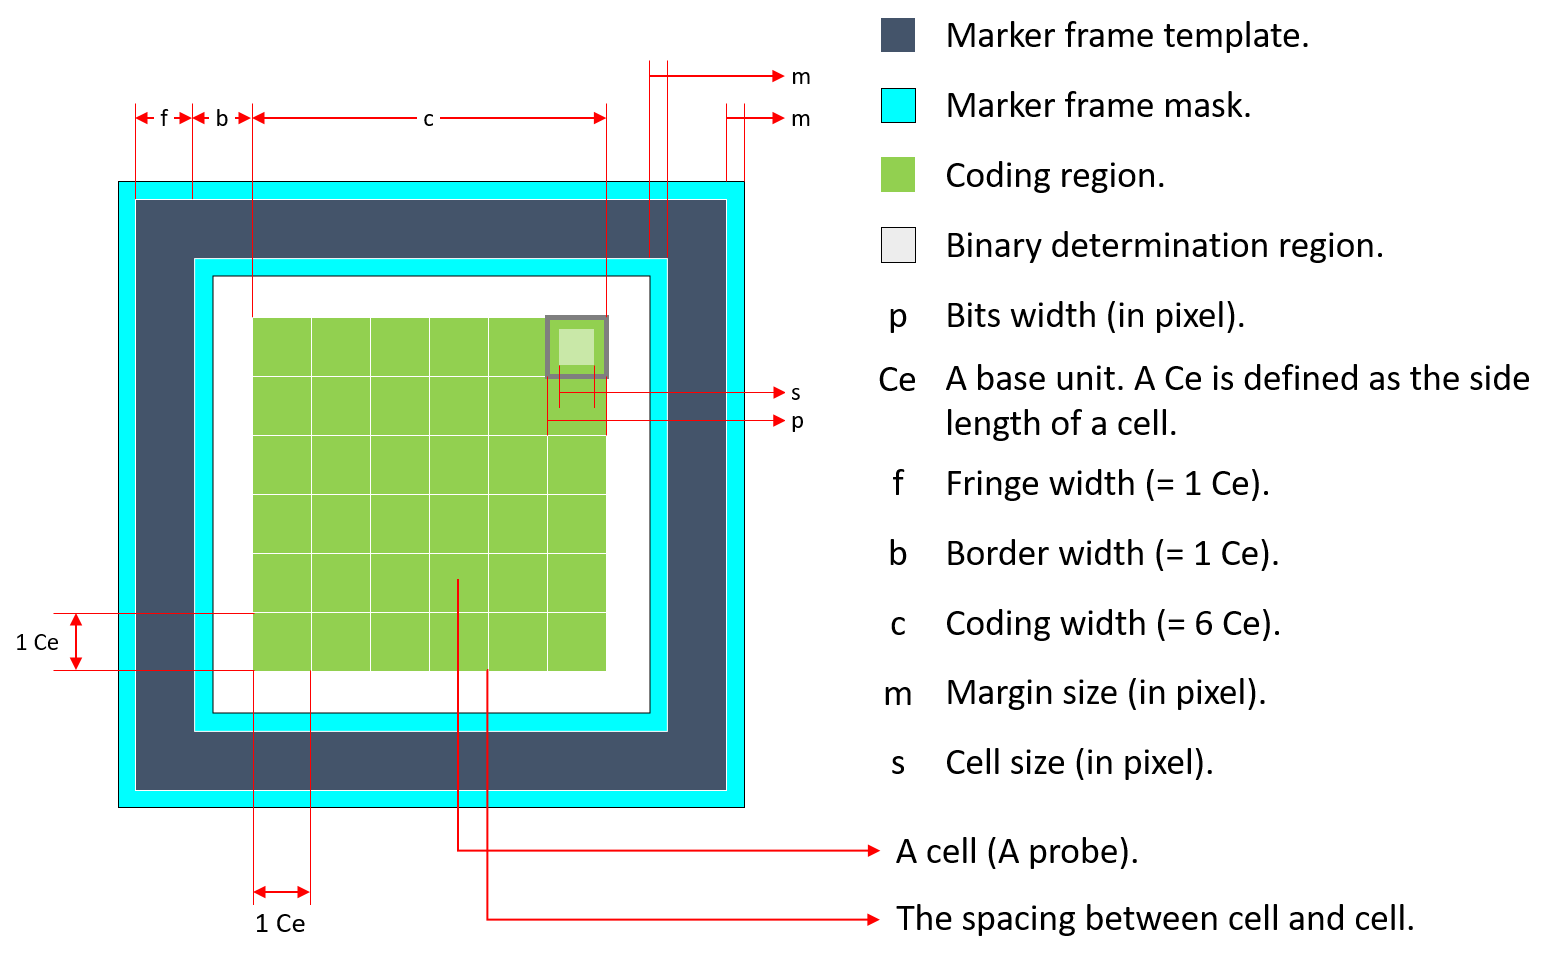 m
f
b
c
m
s
p
1 Ce
1 Ce
Marker frame template.
Marker frame mask.
Coding region.
Binary determination region.
p Bits width (in pixel).
Ce A base unit. A Ce is defined as the side
length of a cell.
f Fringe width (= 1 Ce).
b Border width (= 1 Ce).
c Coding width (= 6 Ce).
m Margin size (in pixel).
s Cell size (in pixel).
A cell (A probe).
The spacing between cell and cell.